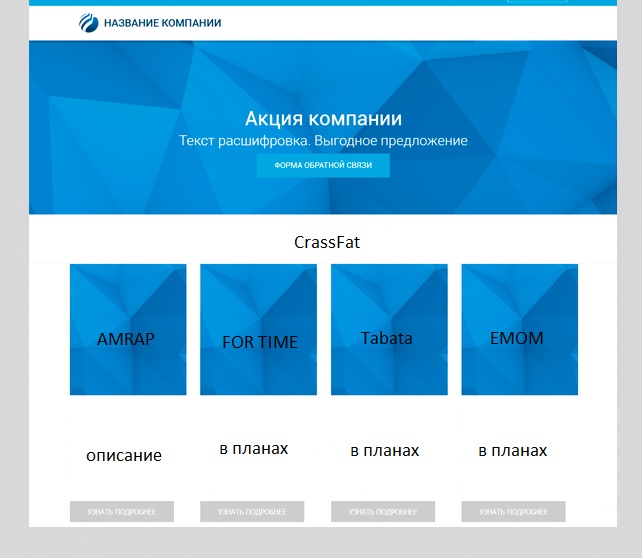 НАЗВАНИЕ КОМПАНИИ
Акция компании
Текст расшифровка. Выгодное предложение
ФОРМА ОБРАТНОЙ СВЯЗИ
CrassFat
AMRAP FOR TIME Tabata EMOM
описание в планах в планах в планах
УЗНАТЬ ПОДРОБНЕЕ УЗНАТЬ ПОДРОБНЕЕ УЗНАТЬ ПОДРОБНЕЕ УЗНАТЬ ПОДРОБНЕЕ